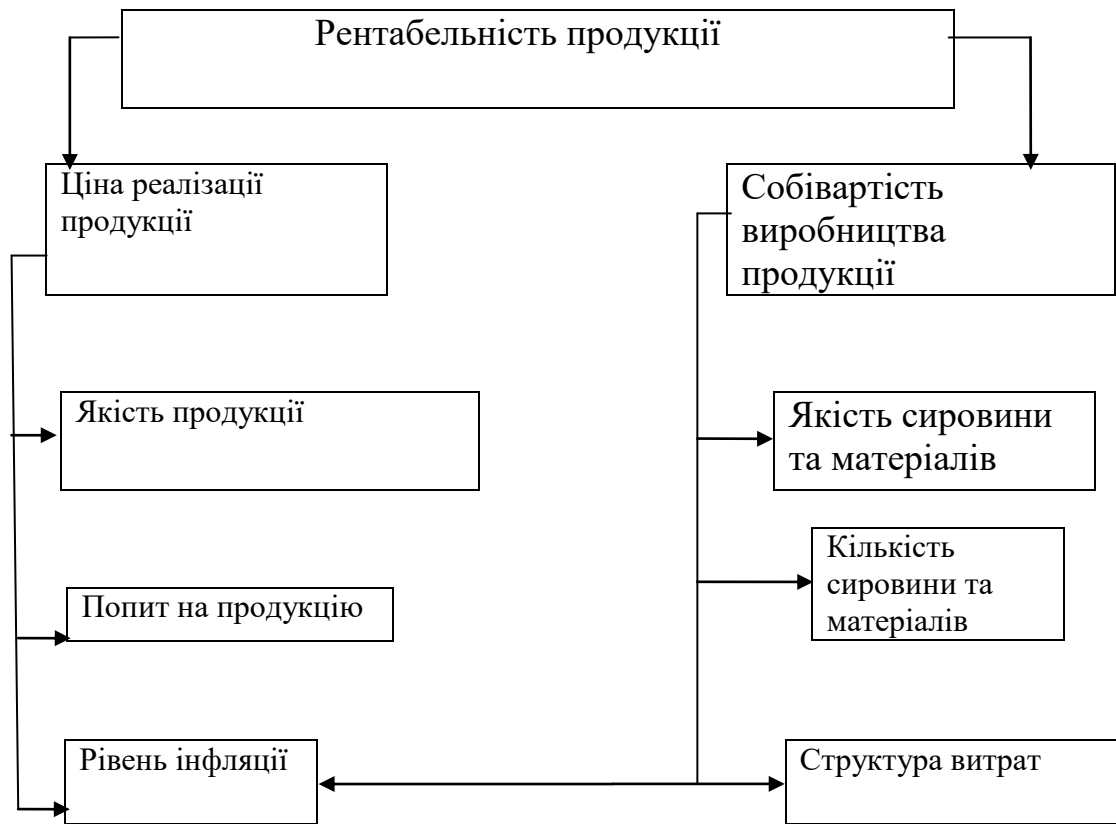 Рентабельність продукції
Ціна реалізації
продукції
Собівартість
виробництва
продукції
Якість продукції
Якість сировини
та матеріалів
Кількість
сировини та
матеріалів
Попит на продукцію
Рівень інфляції
Структура витрат